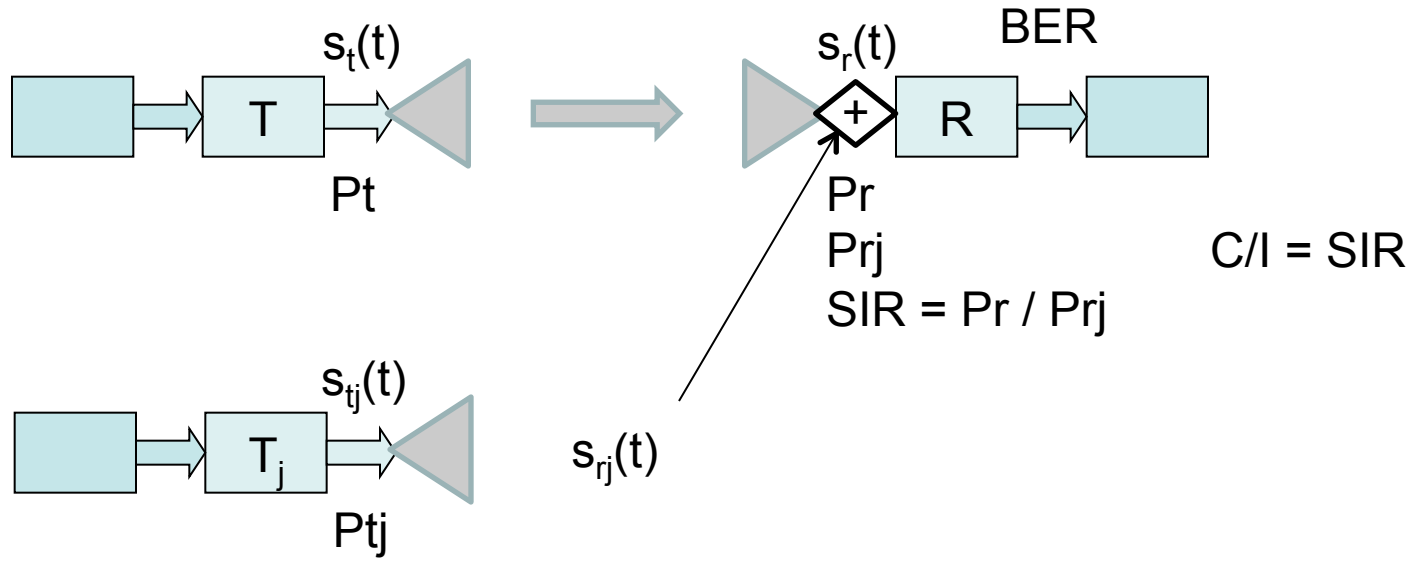 BER
sₜ(t)
sᵣ(t)
T
+
R
Pt
Pr
Prj
C/I = SIR
SIR = Pr / Prj
sₜⱼ(t)
Tⱼ
sᵣⱼ(t)
Ptj